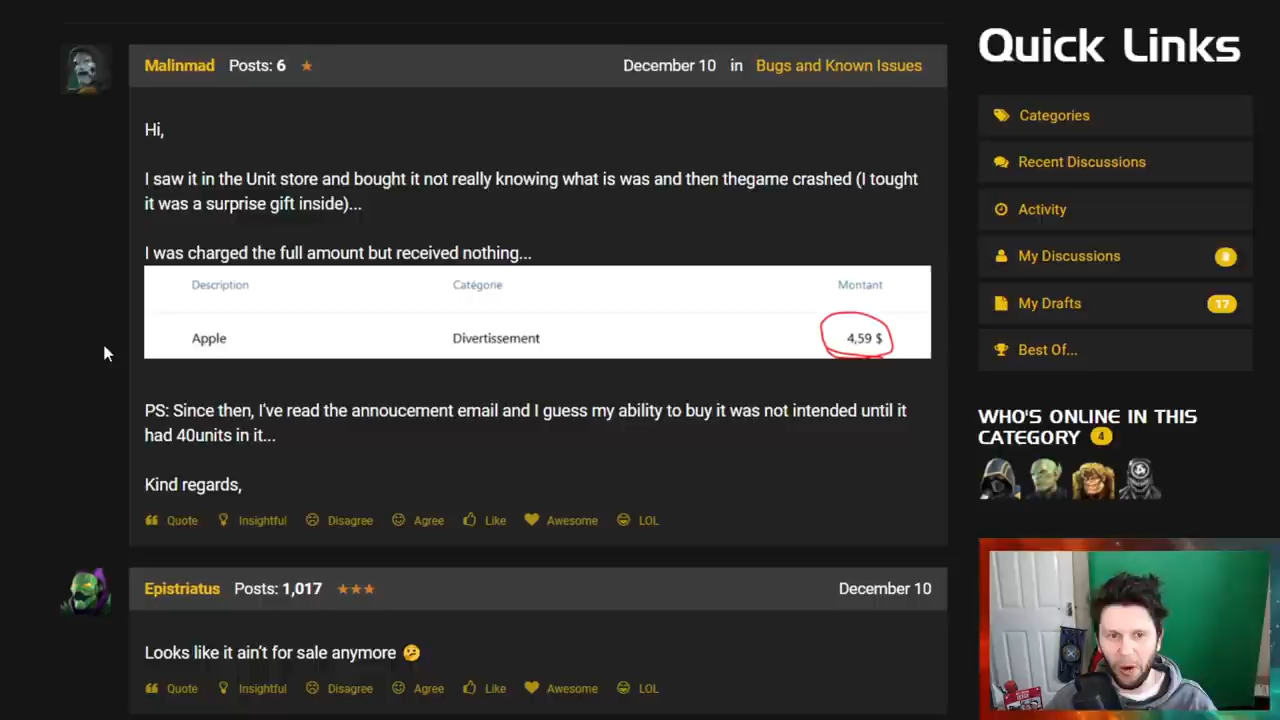 Quick Links
Malinmad Posts: 6 December 10 in Bugs and Known Issues
Hi,
I saw it in the Unit store and bought it not really knowing what is was and then thegame crashed (I tought
it was a surprise gift inside)...
I was charged the full amount but received nothing...
Description Catégorie Montant
Apple Divertissement 4,59 $
PS: Since then, I've read the annoucement email and I guess my ability to buy it was not intended until it
had 40units in it...
Kind regards,
Quote Insightful Disagree Agree Like Awesome LOL
Epistriatus Posts: 1,017 December 10
Looks like it ain't for sale anymore
Quote Insightful Disagree Agree Like Awesome LOL
Categories
Recent Discussions
Activity
My Discussions
My Drafts 17
Best Of...
WHO'S ONLINE IN THIS
CATEGORY 4